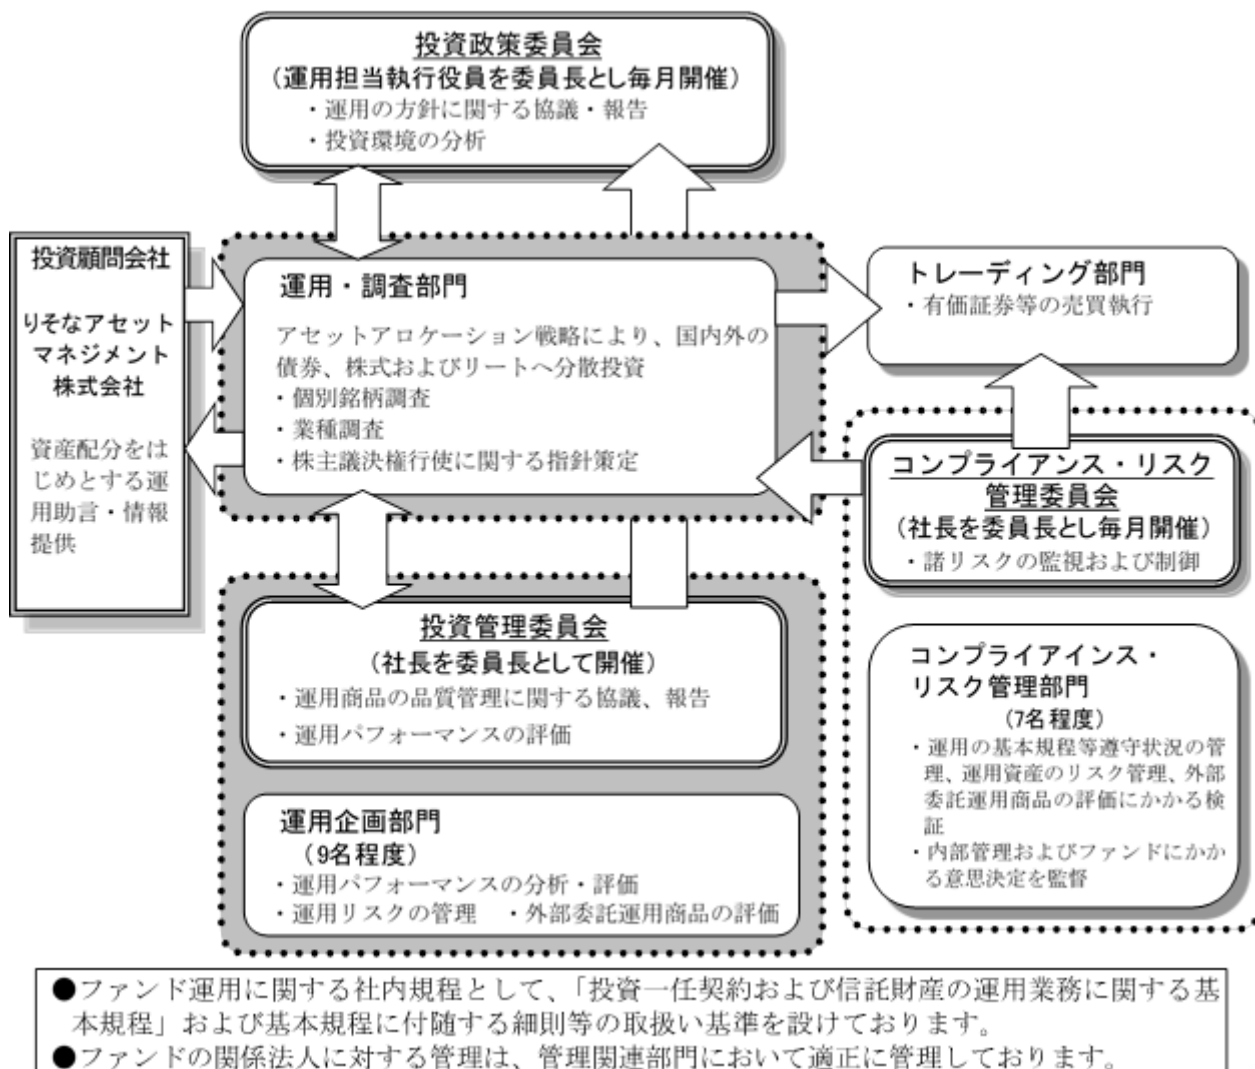 投資政策委員会
(運用担当執行役員を委員長とし毎月開催)
・運用の方針に関する協議・報告
・投資環境の分析
投資顧問会社
りそなアセット
マネジメント
株式会社
資産配分をは
じめとする運
用助言・情報
提供
運用・調査部門
アセットアロケーション戦略により、国内外の
債券、株式およびリートへ分散投資
・個別銘柄調査
・業種調査
・株主議決権行使に関する指針策定
トレーディング部門
・有価証券等の売買執行
コンプライアンス・リスク
管理委員会
(社長を委員長とし毎月開催)
・諸リスクの監視および制御
投資管理委員会
(社長を委員長として開催)
・運用商品の品質管理に関する協議、報告
・運用パフォーマンスの評価
運用企画部門
(9名程度)
・運用パフォーマンスの分析・評価
・運用リスクの管理　・外部委託運用商品の評価
コンプライアインス・
リスク管理部門
(7名程度)
・運用の基本規程等遵守状況の管
理、運用資産のリスク管理、外部
委託運用商品の評価にかかる検
証
・内部管理およびファンドにかか
る意思決定を監督
●ファンド運用に関する社内規程として、「投資一任契約および信託財産の運用業務に関する基
本規程」および基本規程に付随する細則等の取扱い基準を設けております。
●ファンドの関係法人に対する管理は、管理関連部門において適正に管理しております。